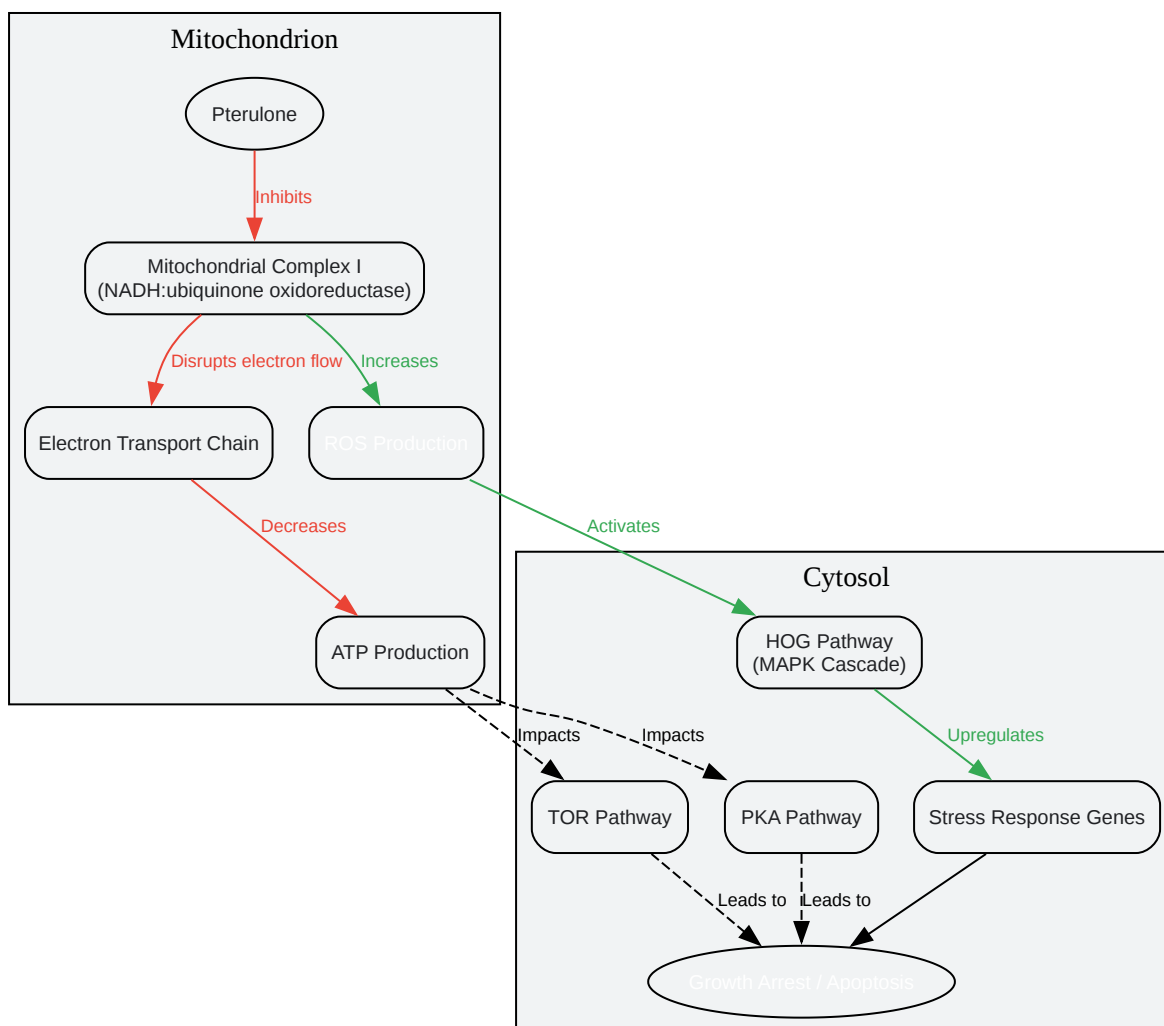 Mitochondrion
Pterulone
Inhibits
Mitochondrial Complex I
(NADH:ubiquinone oxidoreductase)
Disrupts electron flow
Increases
Electron Transport Chain
ROS Production
Decreases
Activates
Cytosol
ATP Production
HOG Pathway
(MAPK Cascade)
Impacts
Impacts
Upregulates
TOR Pathway
PKA Pathway
Stress Response Genes
Leads to
Leads to
Growth Arrest / Apoptosis